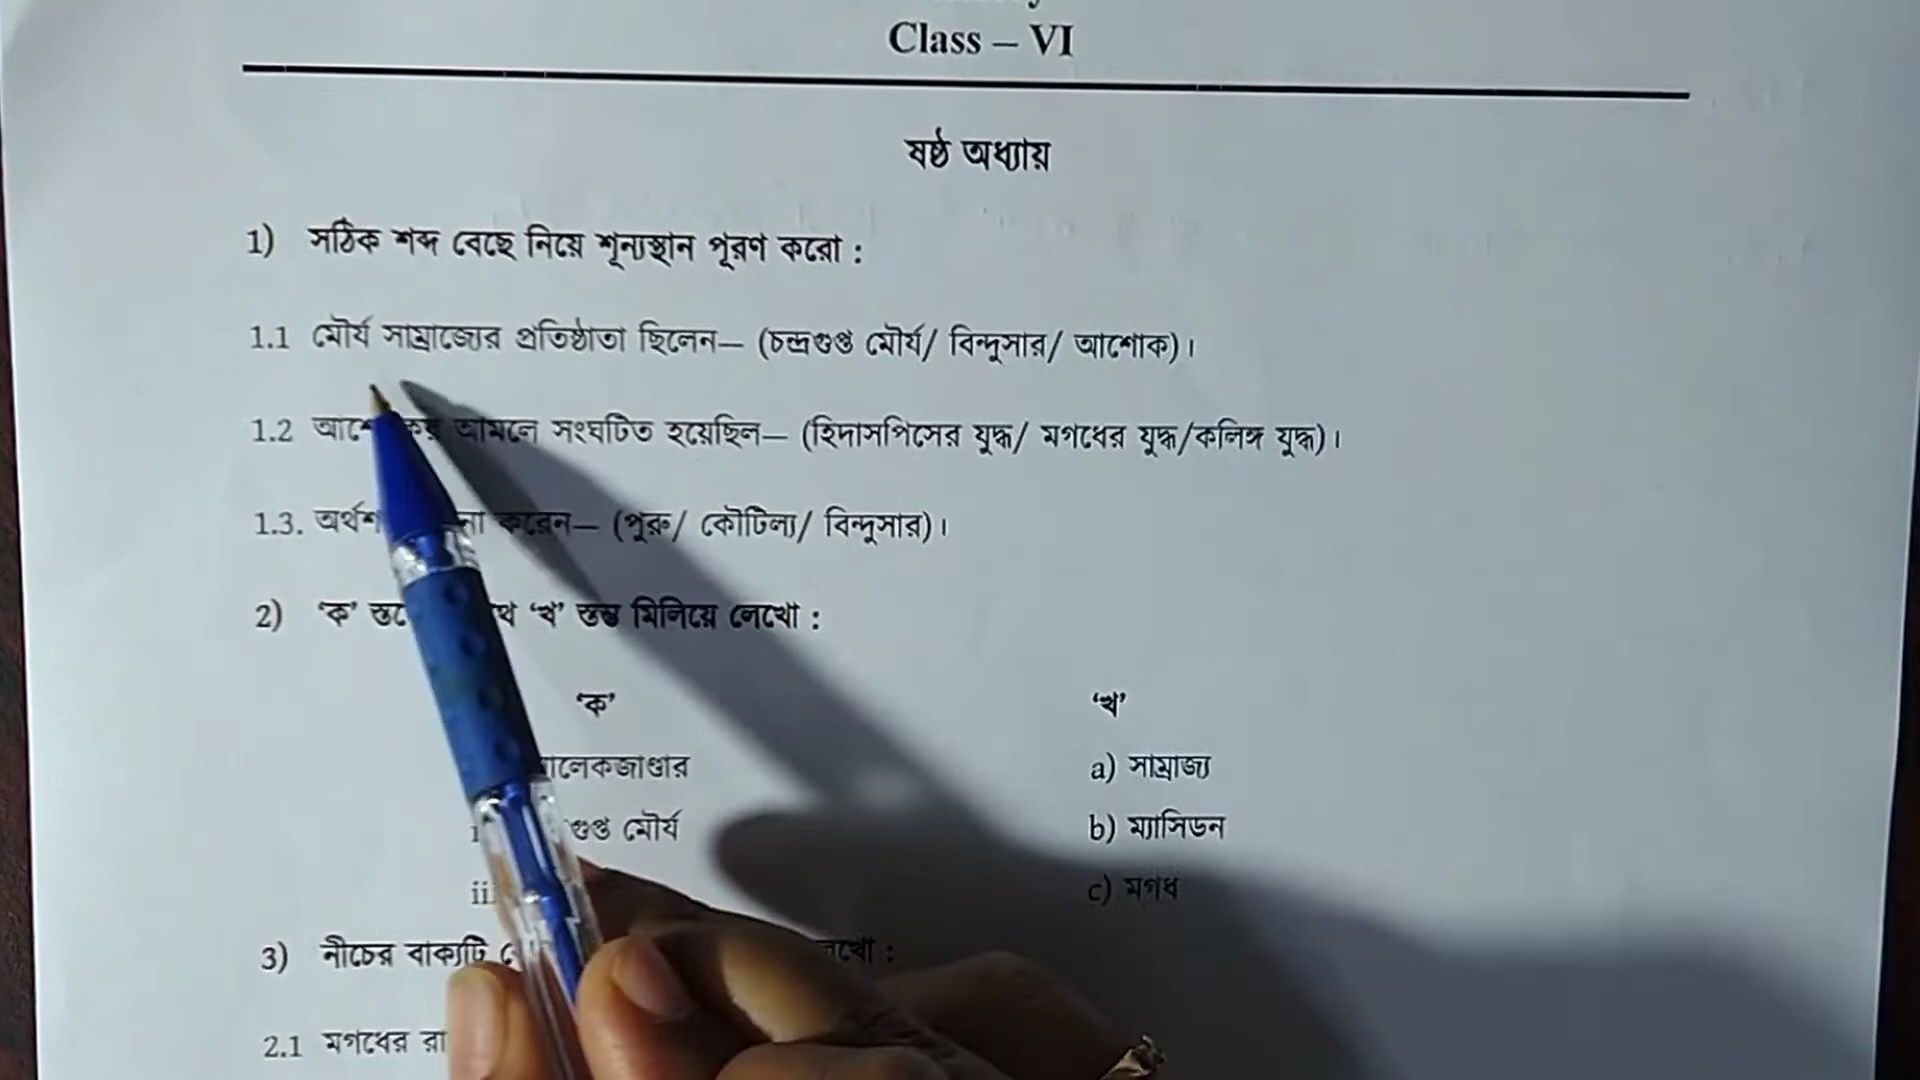 Class – VI
ষষ্ঠ অধ্যায়
1) সঠিক শব্দ বেছে নিয়ে শূন্যস্থান পূরণ করো :
1.1 মৌর্য সাম্রাজ্যের প্রতিষ্ঠাতা ছিলেন— (চন্দ্রগুপ্ত মৌর্য/ বিন্দুসার/ আশোক)।
1.2 আমলে সংঘটিত হয়েছিল— (হিদাসপিসের যুদ্ধ/ মগধের যুদ্ধ/কলিঙ্গ যুদ্ধ)।
1.3. করেন— (পুরু/ কৌটিল্য/ বিন্দুসার)।
2) ‘ক’ ‘খ’ স্তম্ভ মিলিয়ে লেখো :
‘ক’ ‘খ’
a) সাম্রাজ্য
মৌর্য b) ম্যাসিডন
c) মগধ
3) নীচের বাক্যটি :
2.1 মগধের